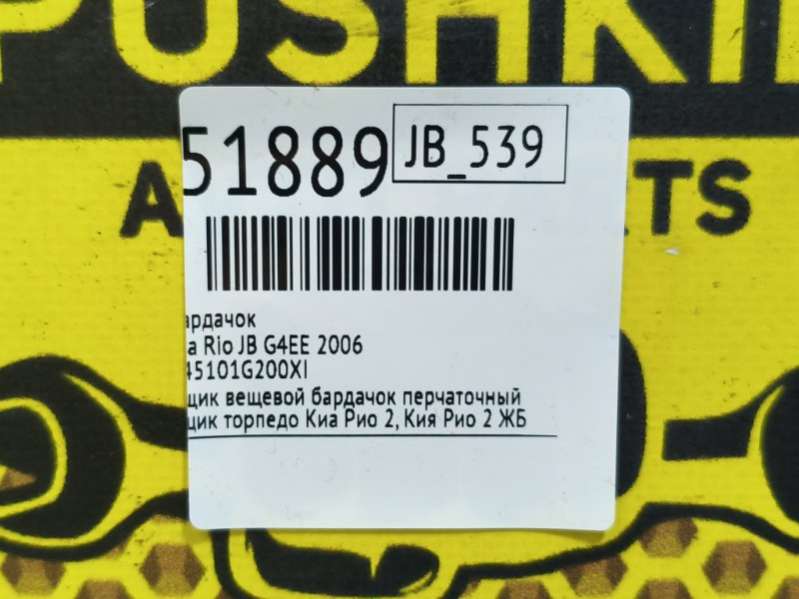 PUSHKI
A TS
51889 JB_539
ардачок
a Rio JB G4EE 2006
45101G200XI
щик вещевой бардачок перчаточный
щик торпедо Киа Рио 2, Кия Рио 2 ЖБ